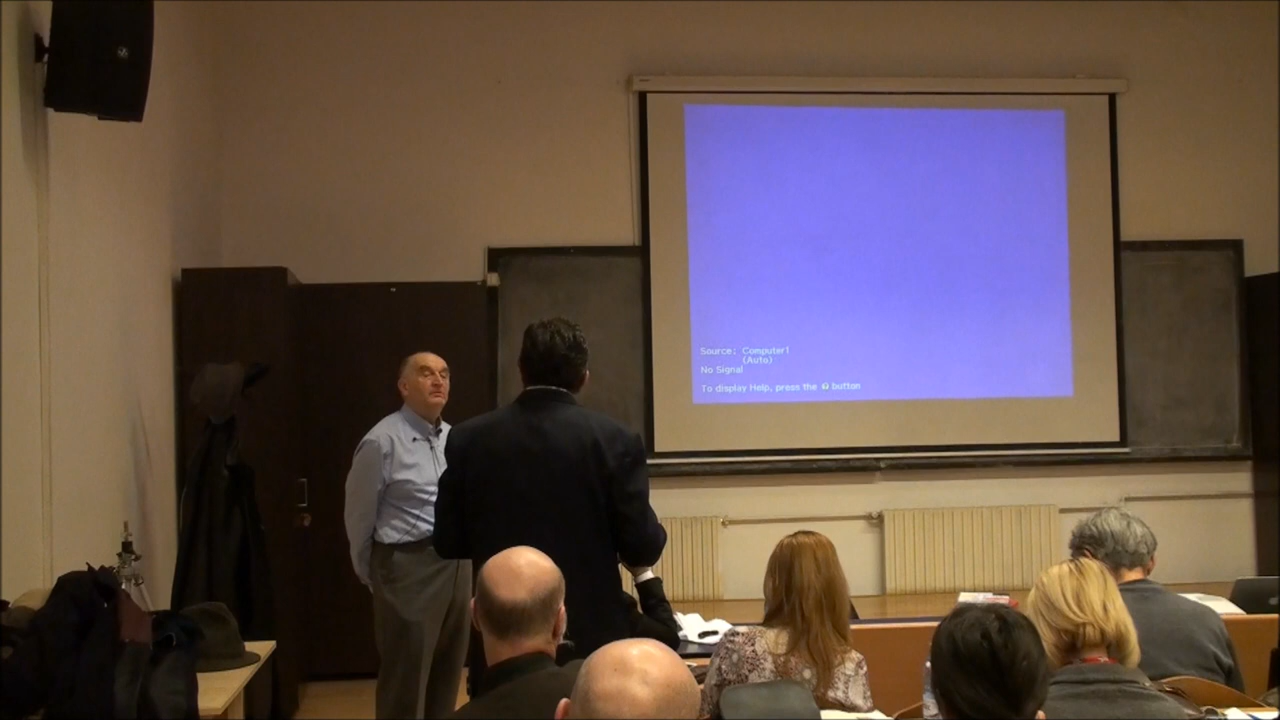 Source: Computer1
(Auto)
No Signal
To display Help, press the ? button